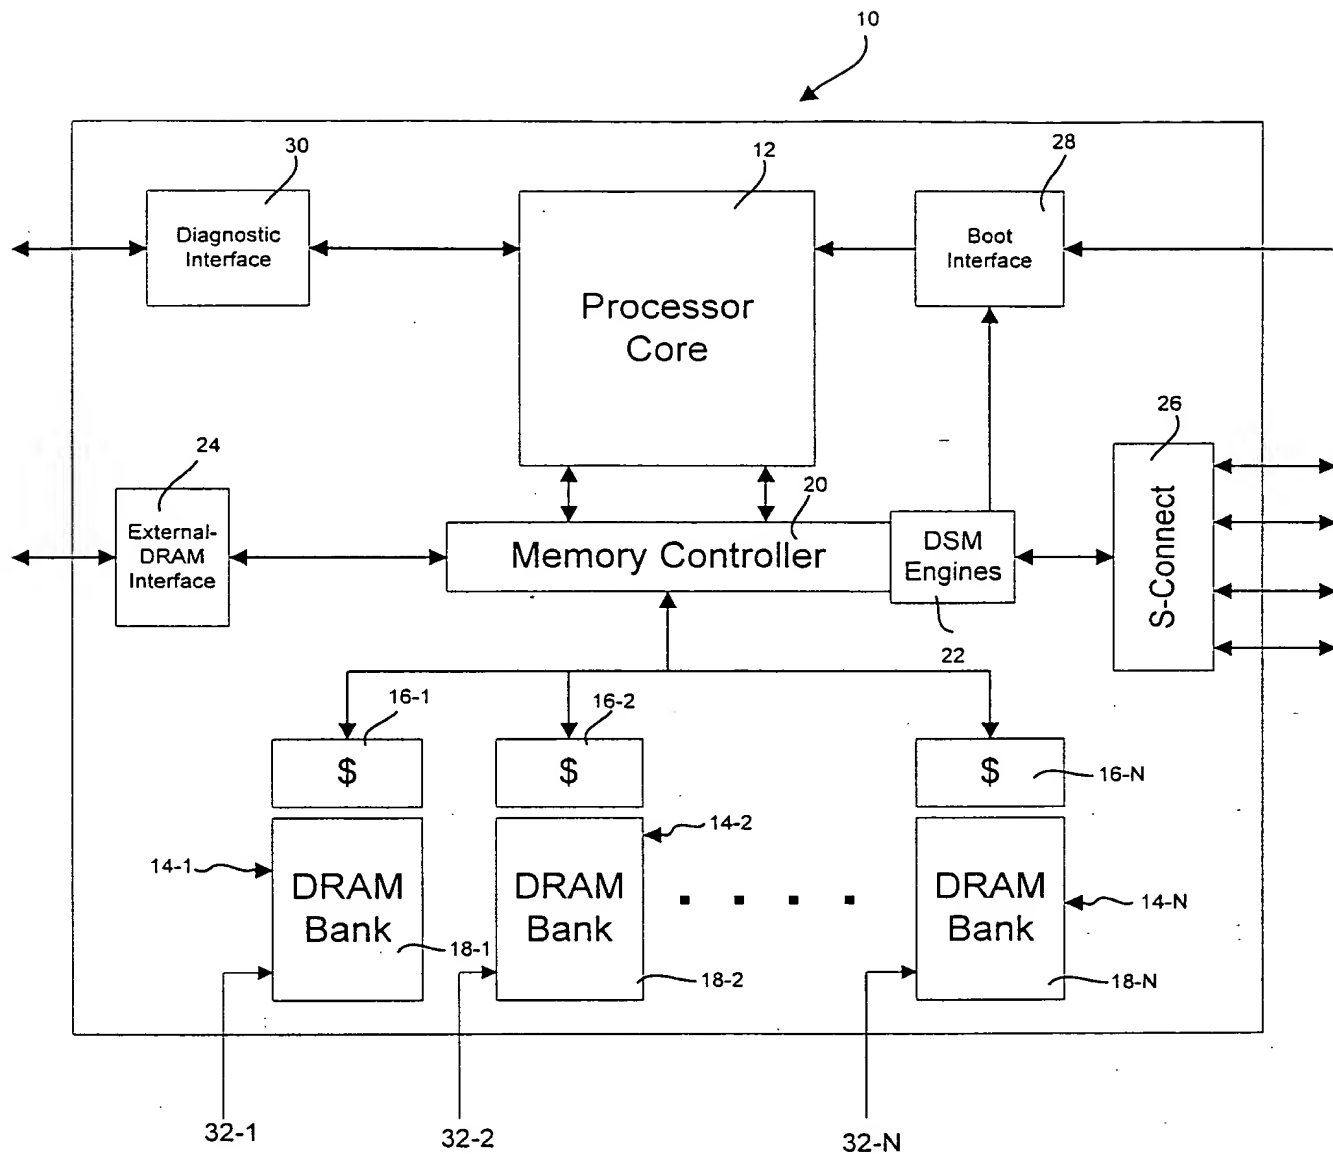 10
30
12
28
Diagnostic
Interface
Boot
Interface
Processor
Core
24
26
20
External-
DRAM
Interface
Memory Controller
DSM
Engines
S-Connect
22
16-1
16-2
$
$
$
16-N
14-1
14-2
DRAM
Bank
DRAM
Bank
DRAM
Bank
14-N
18-1
18-2
18-N
32-1
32-2
32-N